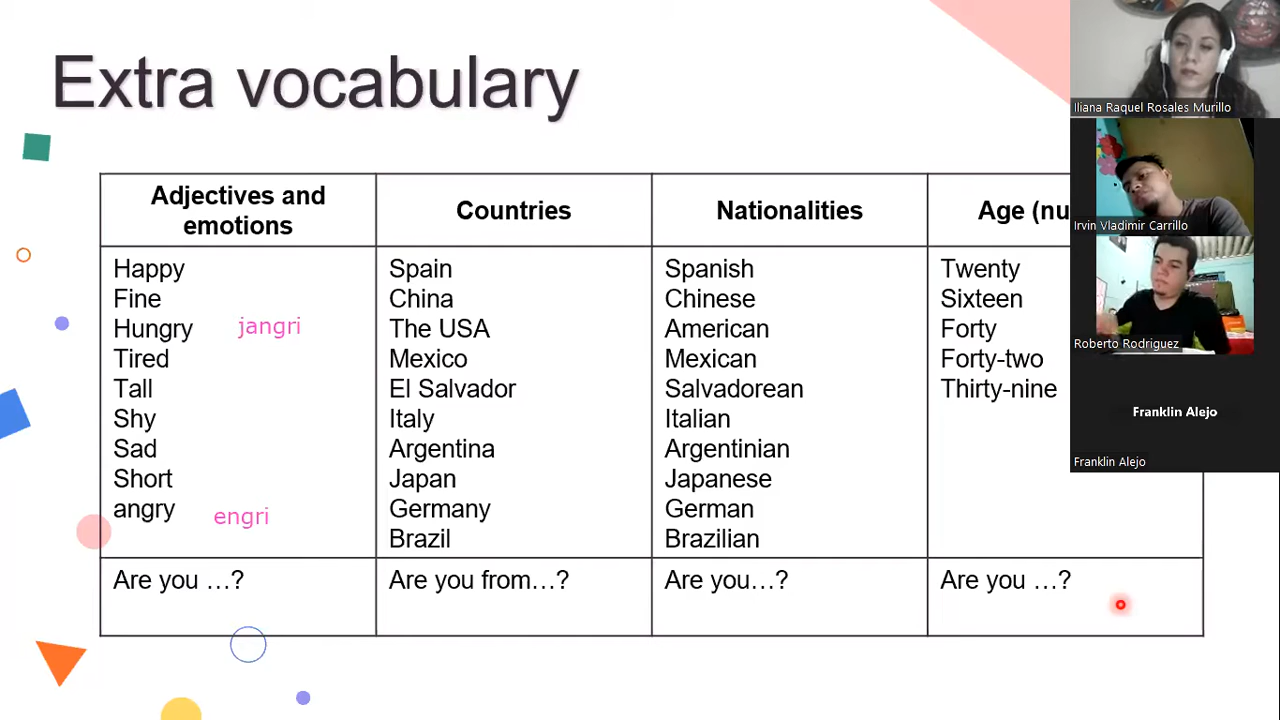 Extra vocabulary
Adjectives and
emotions
Countries
Nationalities
Age (nu
Happy
Fine
Hungry
jangri
Tired
Tall
Shy
Sad
Short
angry
engri
Spain
China
The USA
Mexico
El Salvador
Italy
Argentina
Japan
Germany
Brazil
Spanish
Chinese
American
Mexican
Salvadorean
Italian
Argentinian
Japanese
German
Brazilian
Twenty
Sixteen
Forty
Forty-two
Thirty-nine
Are you …?
Are you from…?
Are you…?
Are you …?
Iliana Raquel Rosales Murillo
Irvin Vladimir Carrillo
Roberto Rodriguez
Franklin Alejo
Franklin Alejo